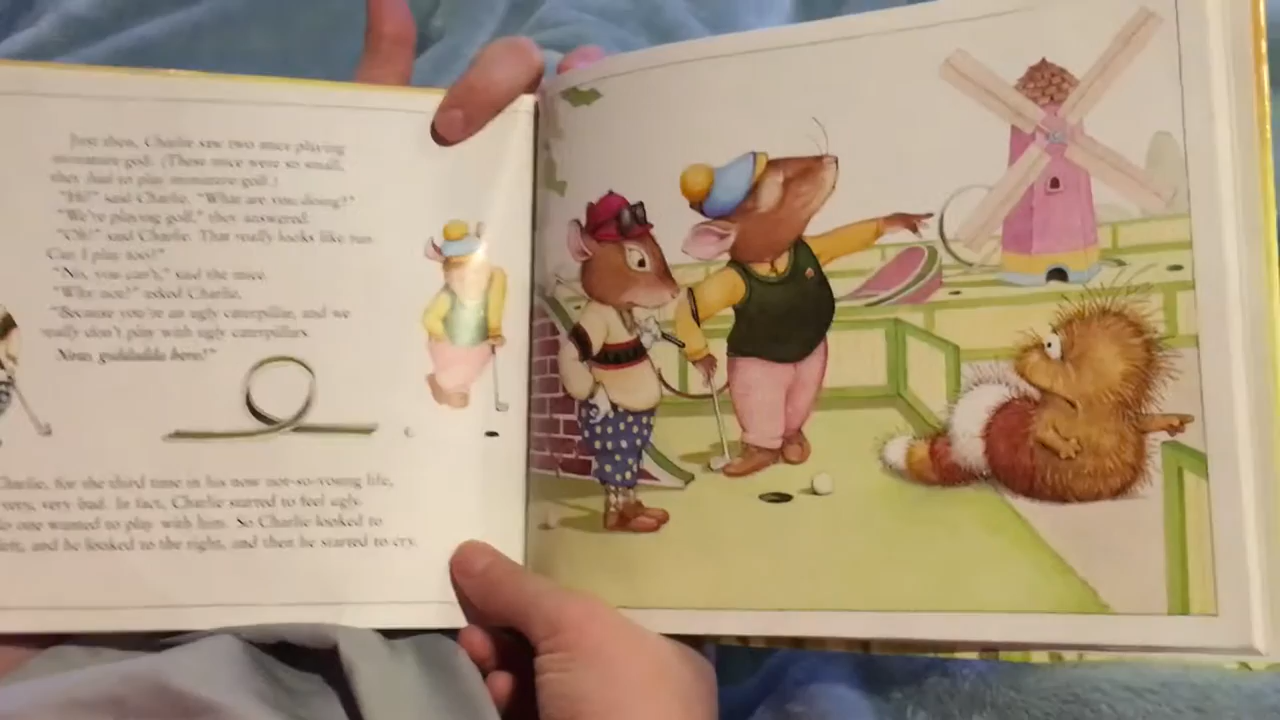 Just then, Charlie saw two mice playing
miniature golf. (These mice were so small,
they had to play miniature golf.)
"Hi!" said Charlie. "What are you doing?"
"We're playing golf," they answered.
"Oh!" said Charlie. That really looks like fun.
Can I play too?"
"No, you can't," said the mice.
"Why not?" asked Charlie.
"Because you're an ugly caterpillar, and we
really don't play with ugly caterpillars.
Now, giddadda here!"
Charlie, for the third time in his now not-so-young life,
very, very bad. In fact, Charlie started to feel ugly.
no one wanted to play with him. So Charlie looked to
left, and he looked to the right, and then he started to cry.